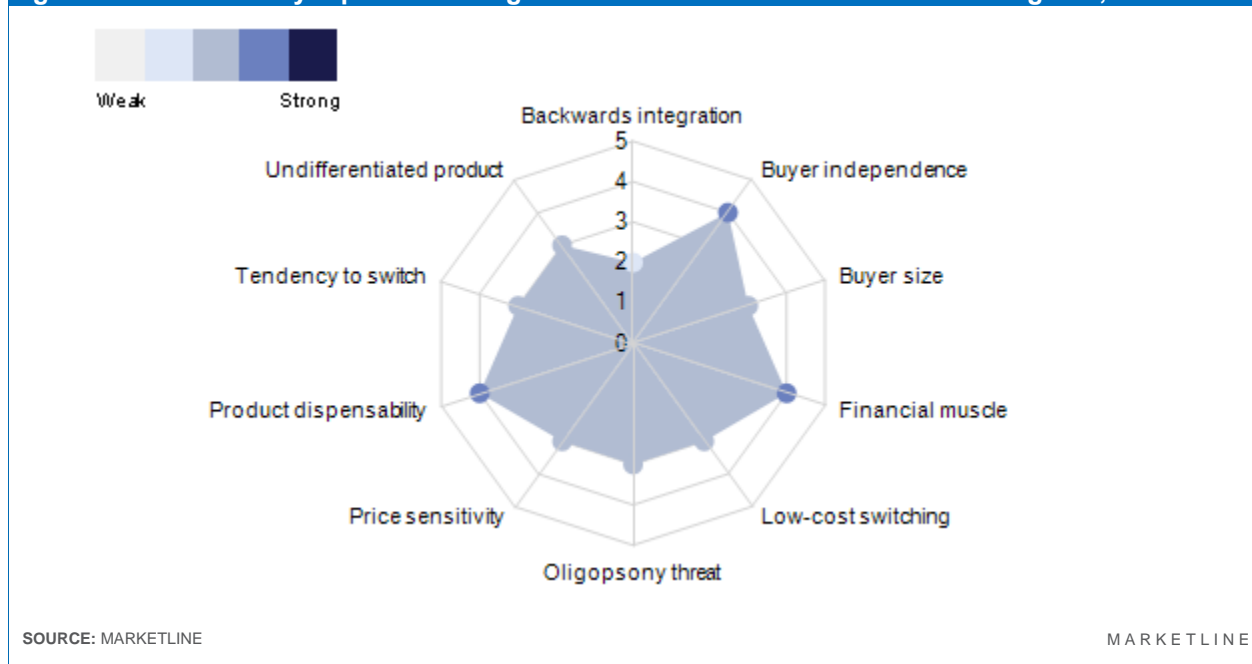 Weak Strong
Backwards integration
5
Undifferentiated product
Buyer independence
4
3
Tendency to switch
2
Buyer size
1
0
Product dispensability
Financial muscle
Price sensitivity
Low-cost switching
Oligopsony threat
SOURCE: MARKETLINE
MARKETLINE